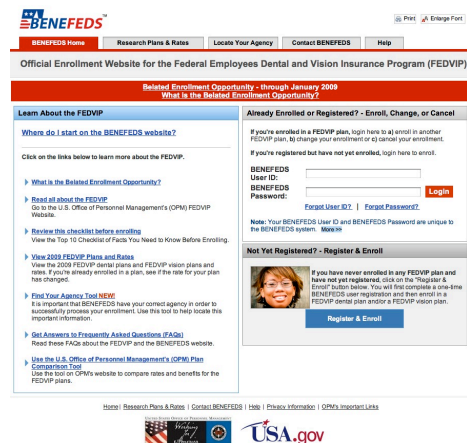 BENEFEDS™
Print
Enlarge Font
BENEFEDS Home
Research Plans & Rates
Locate Your Agency
Contact BENEFEDS
Help
Official Enrollment Website for the Federal Employees Dental and Vision Insurance Program (FEDVIP)
Belated Enrollment Opportunity - through January 2009
What is the Belated Enrollment Opportunity?
Learn About the FEDVIP
Where do I start on the BENEFEDS website?
Click on the links below to learn more about the FEDVIP.
What is the Belated Enrollment Opportunity?
Read all about the FEDVIP
Go to the U.S. Office of Personnel Management's (OPM) FEDVIP
Website.
Review this checklist before enrolling
View the Top 10 Checklist of Facts You Need to Know Before Enrolling.
View 2009 FEDVIP Plans and Rates
View the 2009 FEDVIP dental plans and FEDVIP vision plans and
rates. If you're already enrolled in a plan, see if the rate for your plan
has changed.
Find Your Agency Tool NEW!
It is important that BENEFEDS have your correct agency in order to
successfully process your enrollment. Use this tool to help locate this
important information.
Get Answers to Frequently Asked Questions (FAQs)
Read these FAQs about the FEDVIP and the BENEFEDS website.
Use the U.S. Office of Personnel Management's (OPM) Plan
Comparison Tool
Use the tool on OPM's website to compare rates and benefits for the
FEDVIP plans.
Already Enrolled or Registered? - Enroll, Change, or Cancel
If you're enrolled in a FEDVIP plan, login here to a) enroll in another
FEDVIP plan, b) change your enrollment or c) cancel your enrollment.
If you're registered but have not yet enrolled, login here to enroll.
BENEFEDS
User ID:
BENEFEDS
Password:
Login
Forgot User ID? | Forgot Password?
Note: Your BENEFEDS User ID and BENEFEDS Password are unique to
the BENEFEDS system. More >>
Not Yet Registered? - Register & Enroll
If you have never enrolled in any FEDVIP plan and
have not yet registered, click on the "Register &
Enroll" button below. You will first complete a one-time
BENEFEDS user registration and then enroll in a
FEDVIP dental plan and/or a FEDVIP vision plan.
Register & Enroll
Home | Research Plans & Rates | Contact BENEFEDS | Help | Privacy Information | OPM's Important Links
United States Office of Personnel Management
Working for America
USA.gov